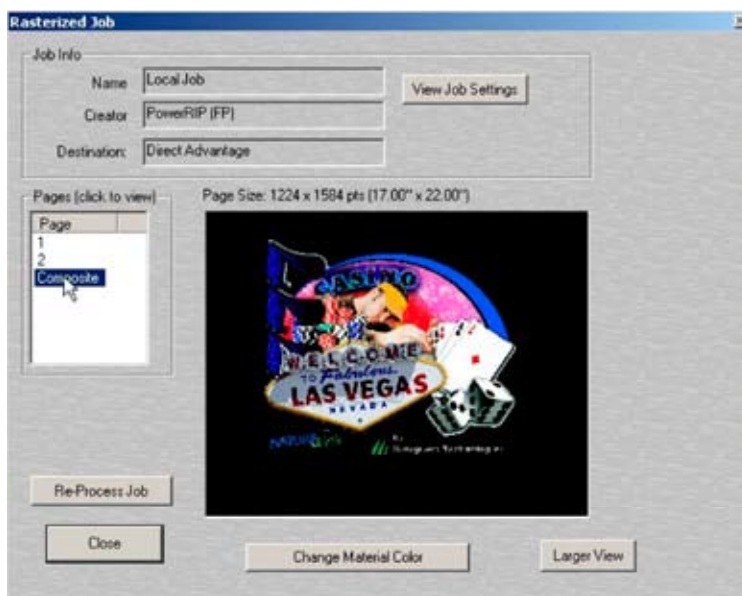 Rasterized Job
Job Info
Name Local Job
View Job Settings
Creator PowerRIP (FP)
Destination: Direct Advantage
Pages (click to view)
Page Size: 1224 x 1584 pts (17.00" x 22.00")
Page
1
2
Composite
CASINO
WELCOME
TO Fabulous
LAS VEGAS
NEVADA
By
Technologies
Re-Process Job
Close
Change Material Color
Larger View